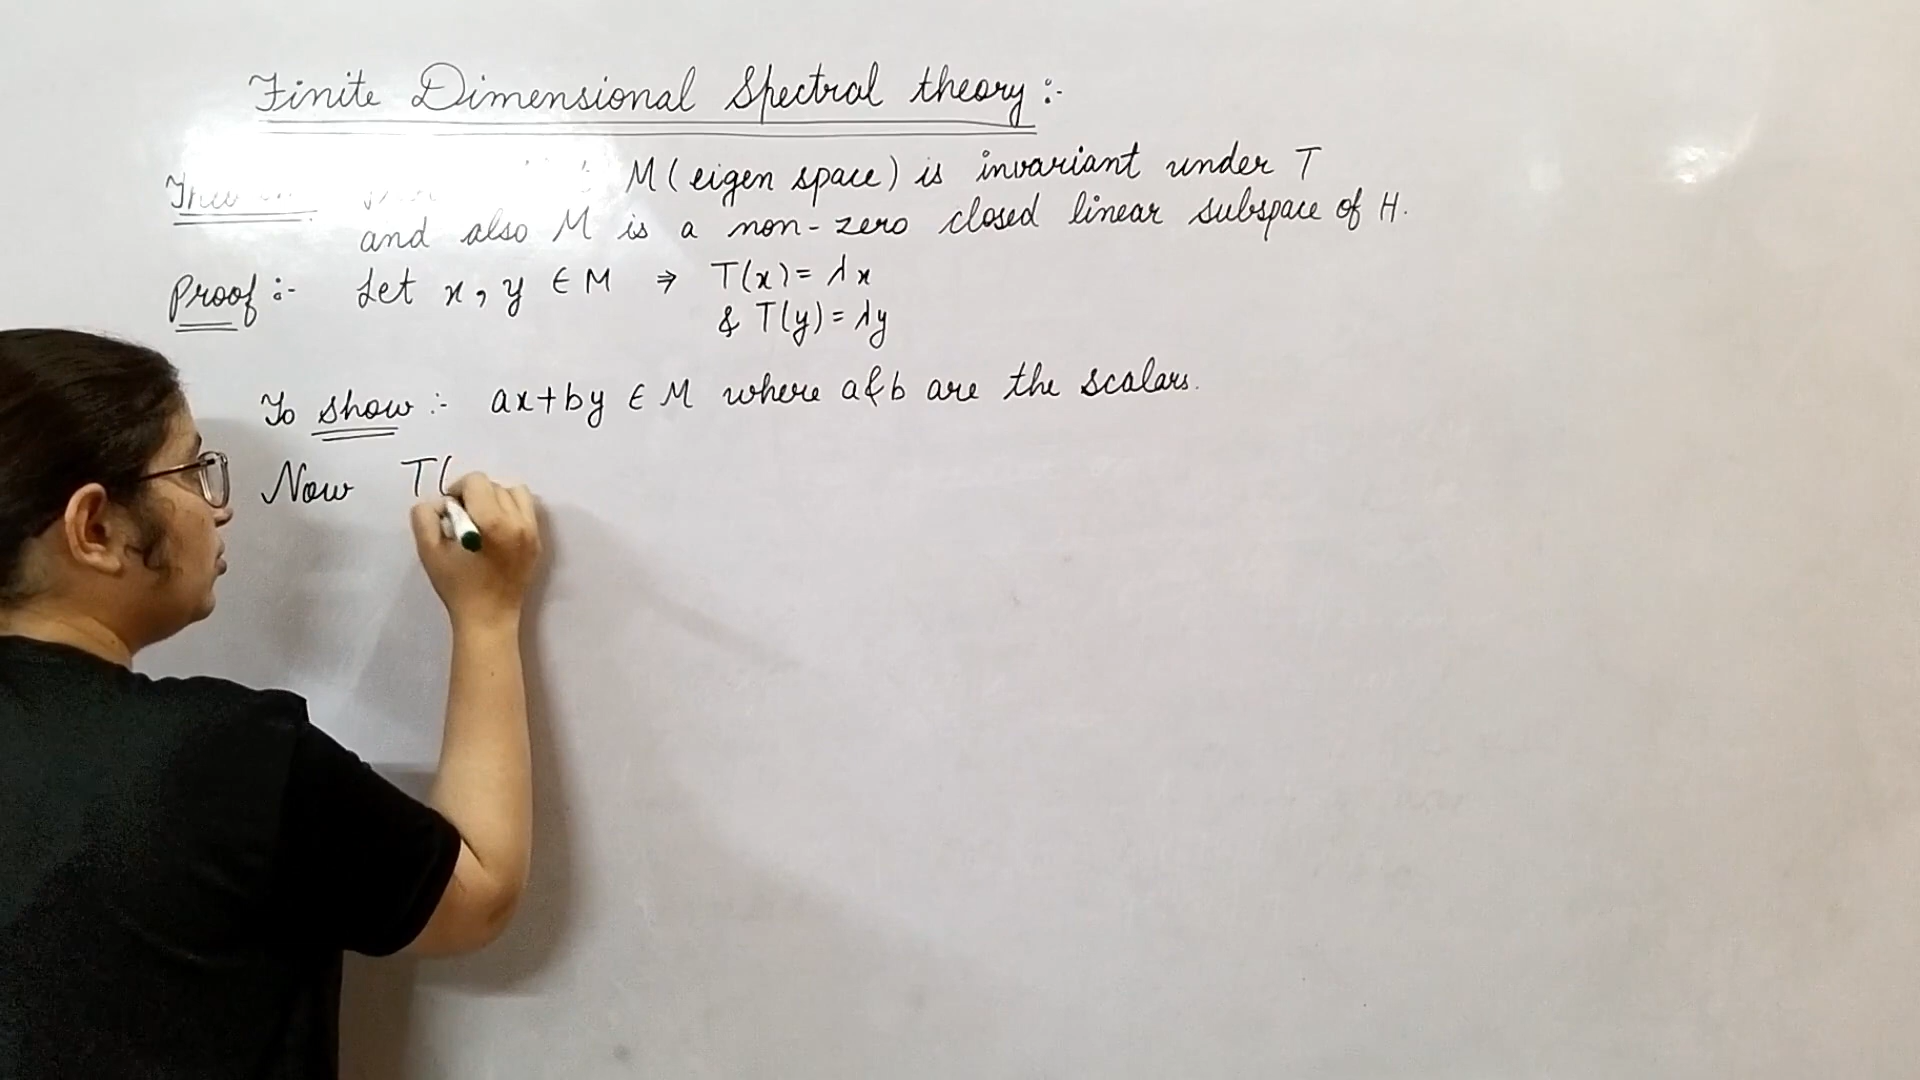 Finite Dimensional Spectral theory :-
M (eigen space) is invariant under T
and also M is a non-zero closed linear subspace of H.
Proof :- Let x, y ∈ M ⇒ T(x) = λx
& T(y) = λy
To show :- ax+by ∈ M where a & b are the scalars.
Now T(